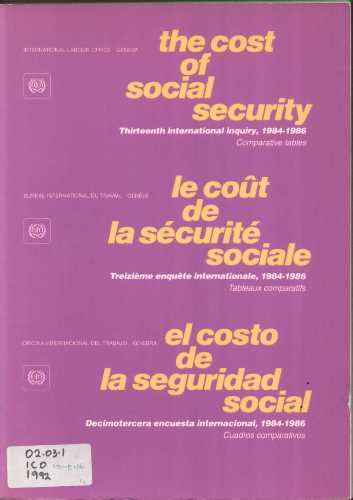 INTERNATIONAL LABOUR OFFICE GENEVA
the cost
of
social
security
Thirteenth international inquiry, 1984-1986
Comparative tables
BUREAU INTERNATIONAL DU TRAVAIL GENÈVE
le coût
de
la sécurité
sociale
Treizième enquête internationale, 1984-1986
Tableaux comparatifs
OFICINA INTERNACIONAL DEL TRABAJO GINEBRA
el costo
de
la seguridad
social
Decimotercera encuesta internacional, 1984-1986
Cuadros comparativos
02.03-1
ICO
1992